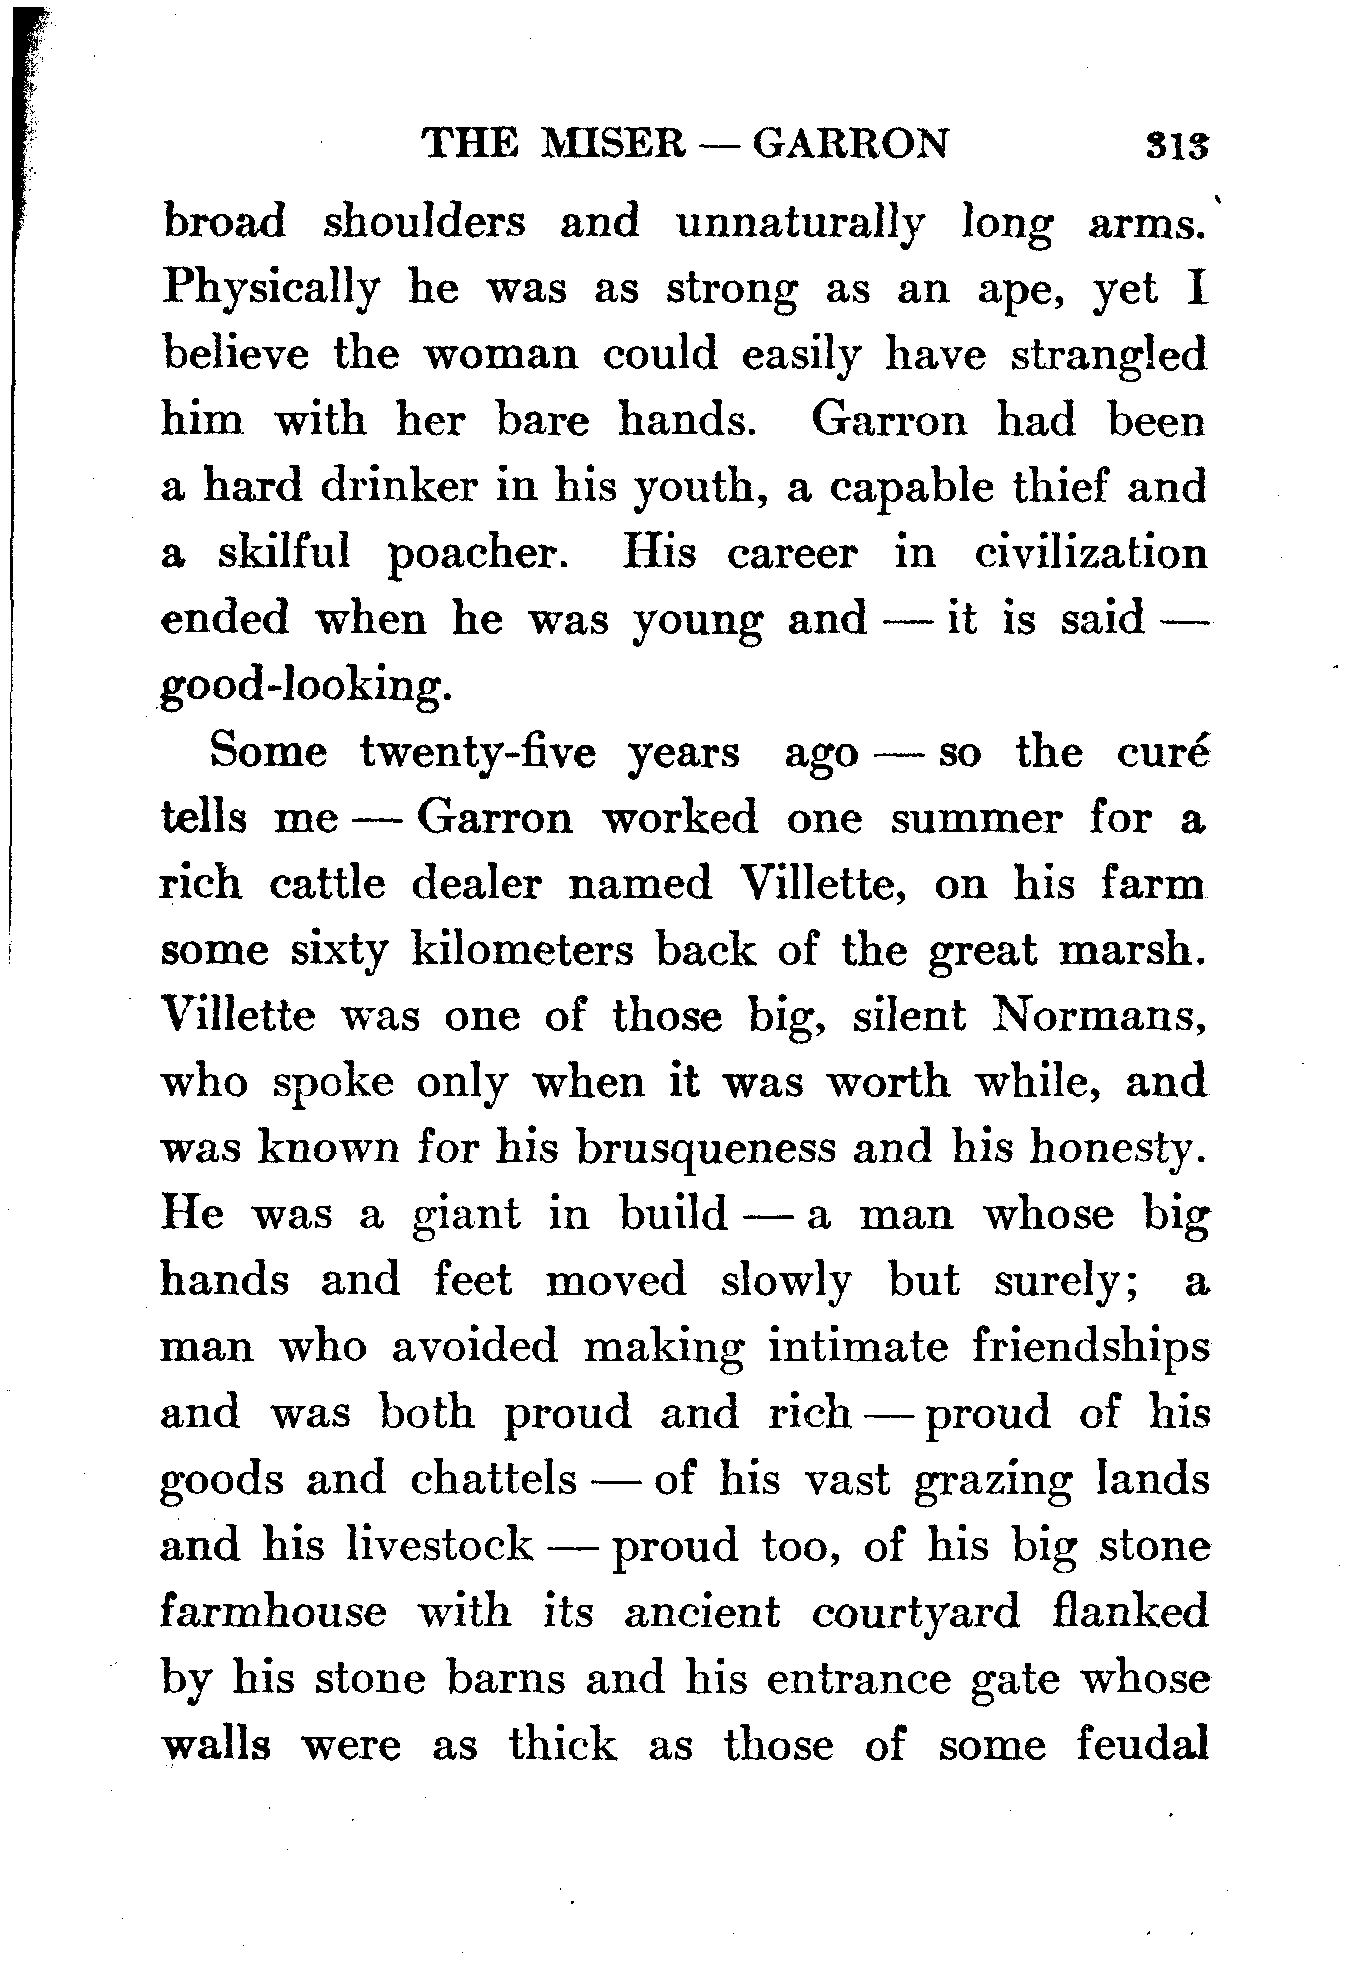 THE MISER — GARRON 313
broad shoulders and unnaturally long arms.
Physically he was as strong as an ape, yet I
believe the woman could easily have strangled
him with her bare hands. Garron had been
a hard drinker in his youth, a capable thief and
a skilful poacher. His career in civilization
ended when he was young and — it is said —
good-looking.
Some twenty-five years ago — so the curé
tells me — Garron worked one summer for a
rich cattle dealer named Villette, on his farm
some sixty kilometers back of the great marsh.
Villette was one of those big, silent Normans,
who spoke only when it was worth while, and
was known for his brusqueness and his honesty.
He was a giant in build — a man whose big
hands and feet moved slowly but surely; a
man who avoided making intimate friendships
and was both proud and rich — proud of his
goods and chattels — of his vast grazing lands
and his livestock — proud too, of his big stone
farmhouse with its ancient courtyard flanked
by his stone barns and his entrance gate whose
walls were as thick as those of some feudal